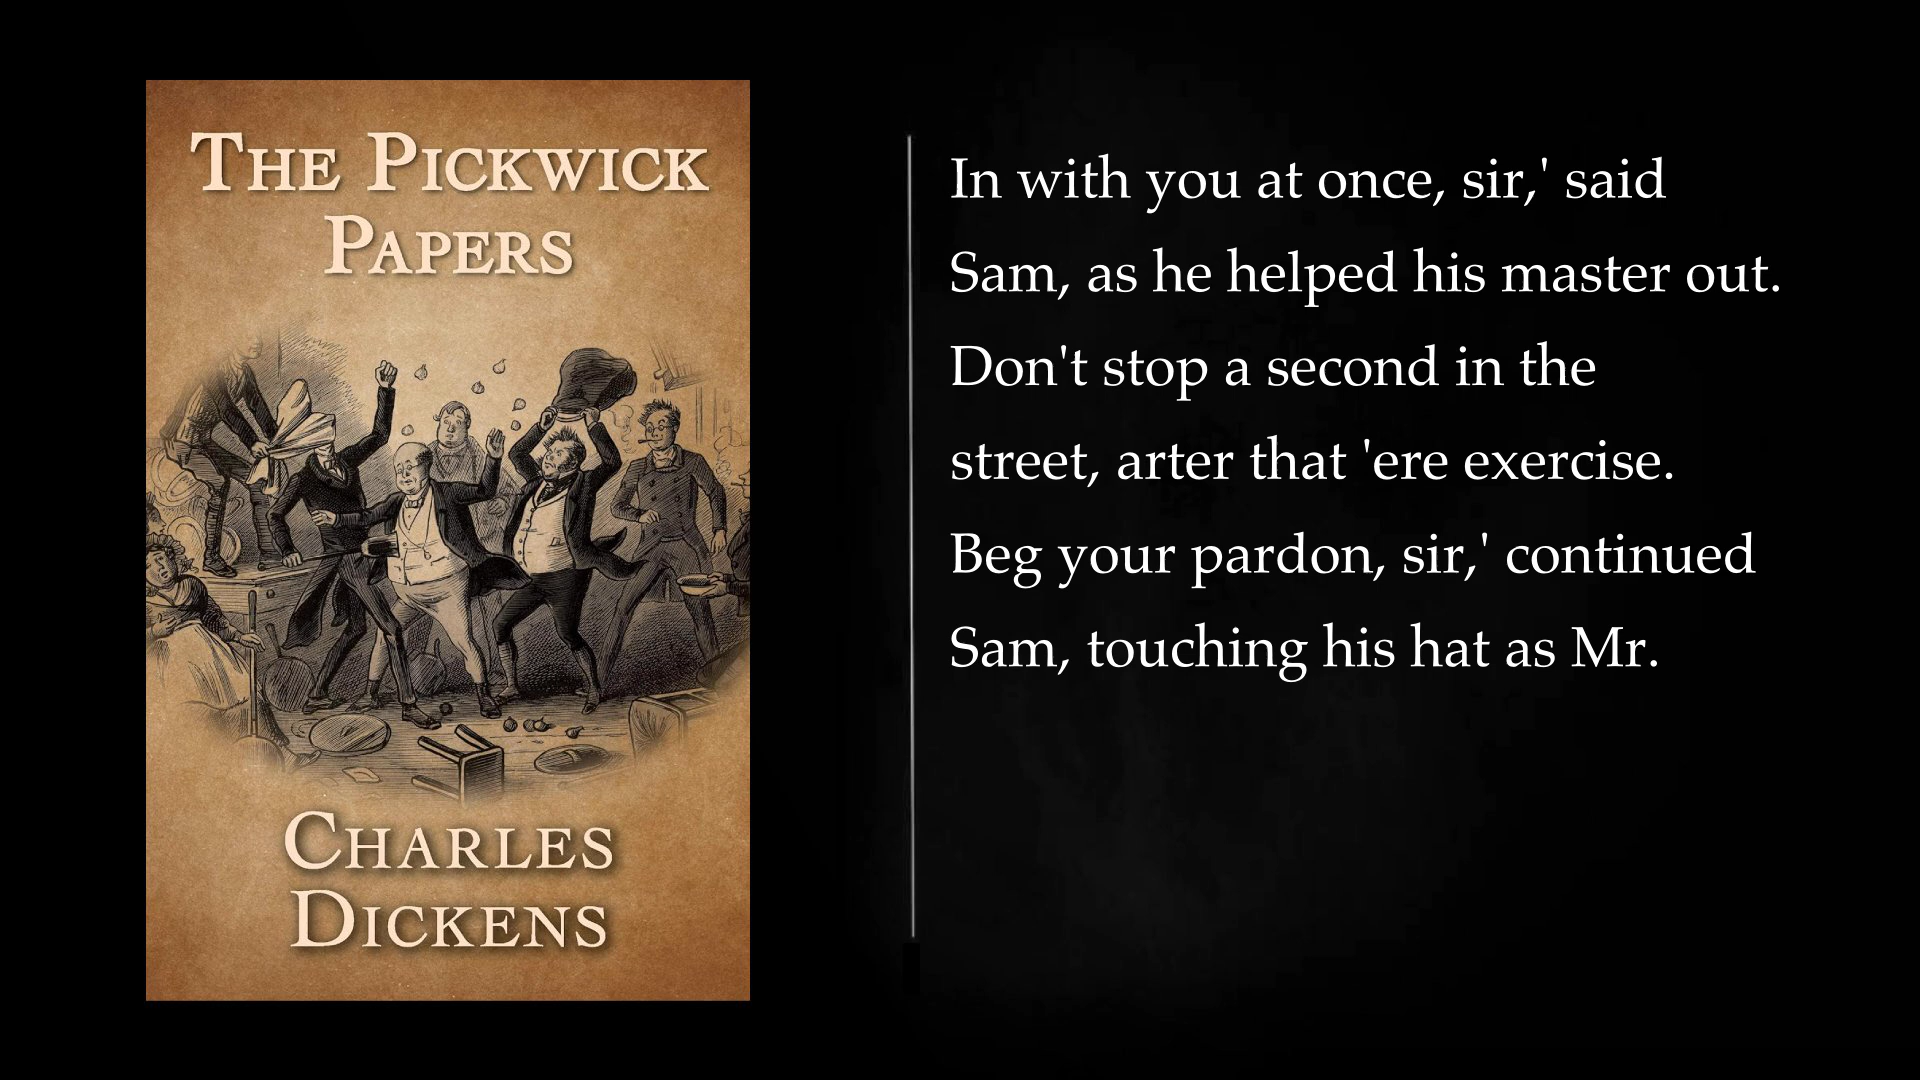 THE PICKWICK
PAPERS
CHARLES
DICKENS
In with you at once, sir,' said
Sam, as he helped his master out.
Don't stop a second in the
street, arter that 'ere exercise.
Beg your pardon, sir,' continued
Sam, touching his hat as Mr.